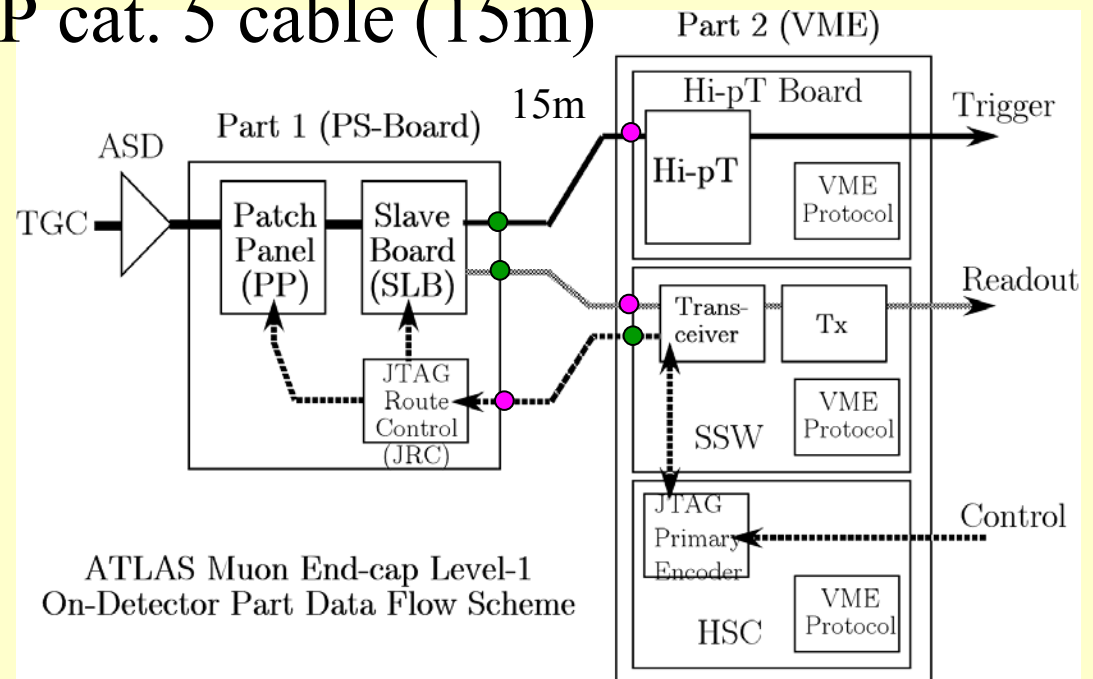 P cat. 5 cable (15m)
Part 2 (VME)
15m
Hi-pT Board
Trigger
Part 1 (PS-Board)
ASD
Hi-pT
VME
Protocol
TGC
Patch
Panel
(PP)
Slave
Board
(SLB)
Readout
Trans-
ceiver
Tx
JTAG
Route
Control
(JRC)
VME
Protocol
SSW
JTAG
Primary
Encoder
Control
ATLAS Muon End-cap Level-1
On-Detector Part Data Flow Scheme
VME
Protocol
HSC